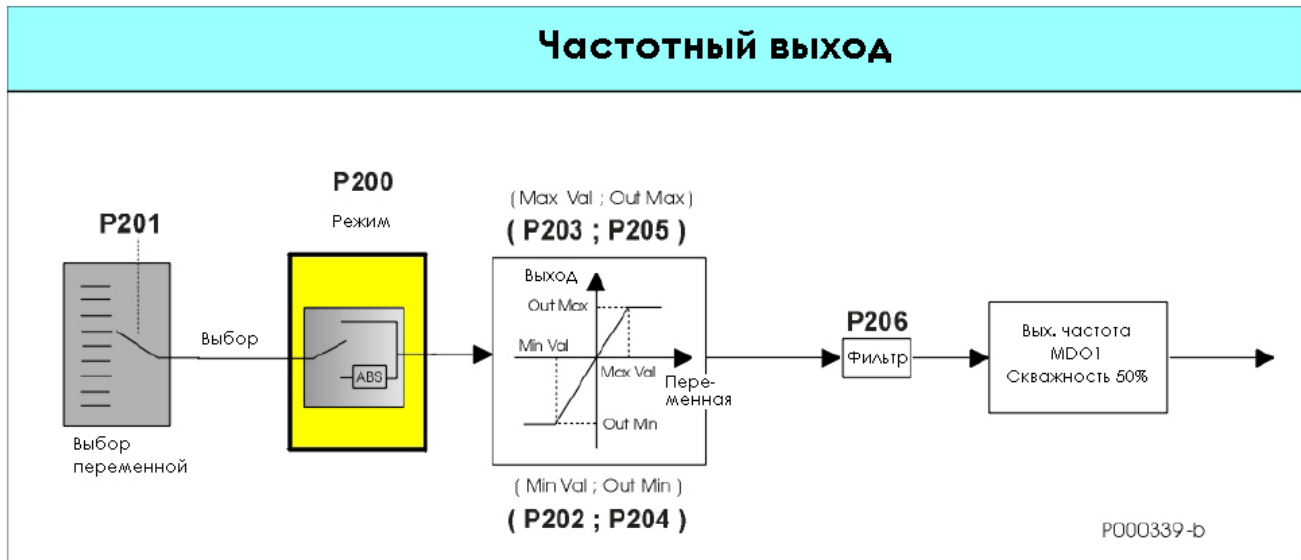 Частотный выход
P201
P200
Режим
Выбор
ABS
Выбор
переменной
( Max Val ; Out Max )
( P203 ; P205 )
Выход
Out Max
Min Val
Max Val
Пере-
менная
Out Min
( Min Val ; Out Min )
( P202 ; P204 )
P206
Фильтр
Вых. частота
MDO1
Скважность 50%
P000339-b